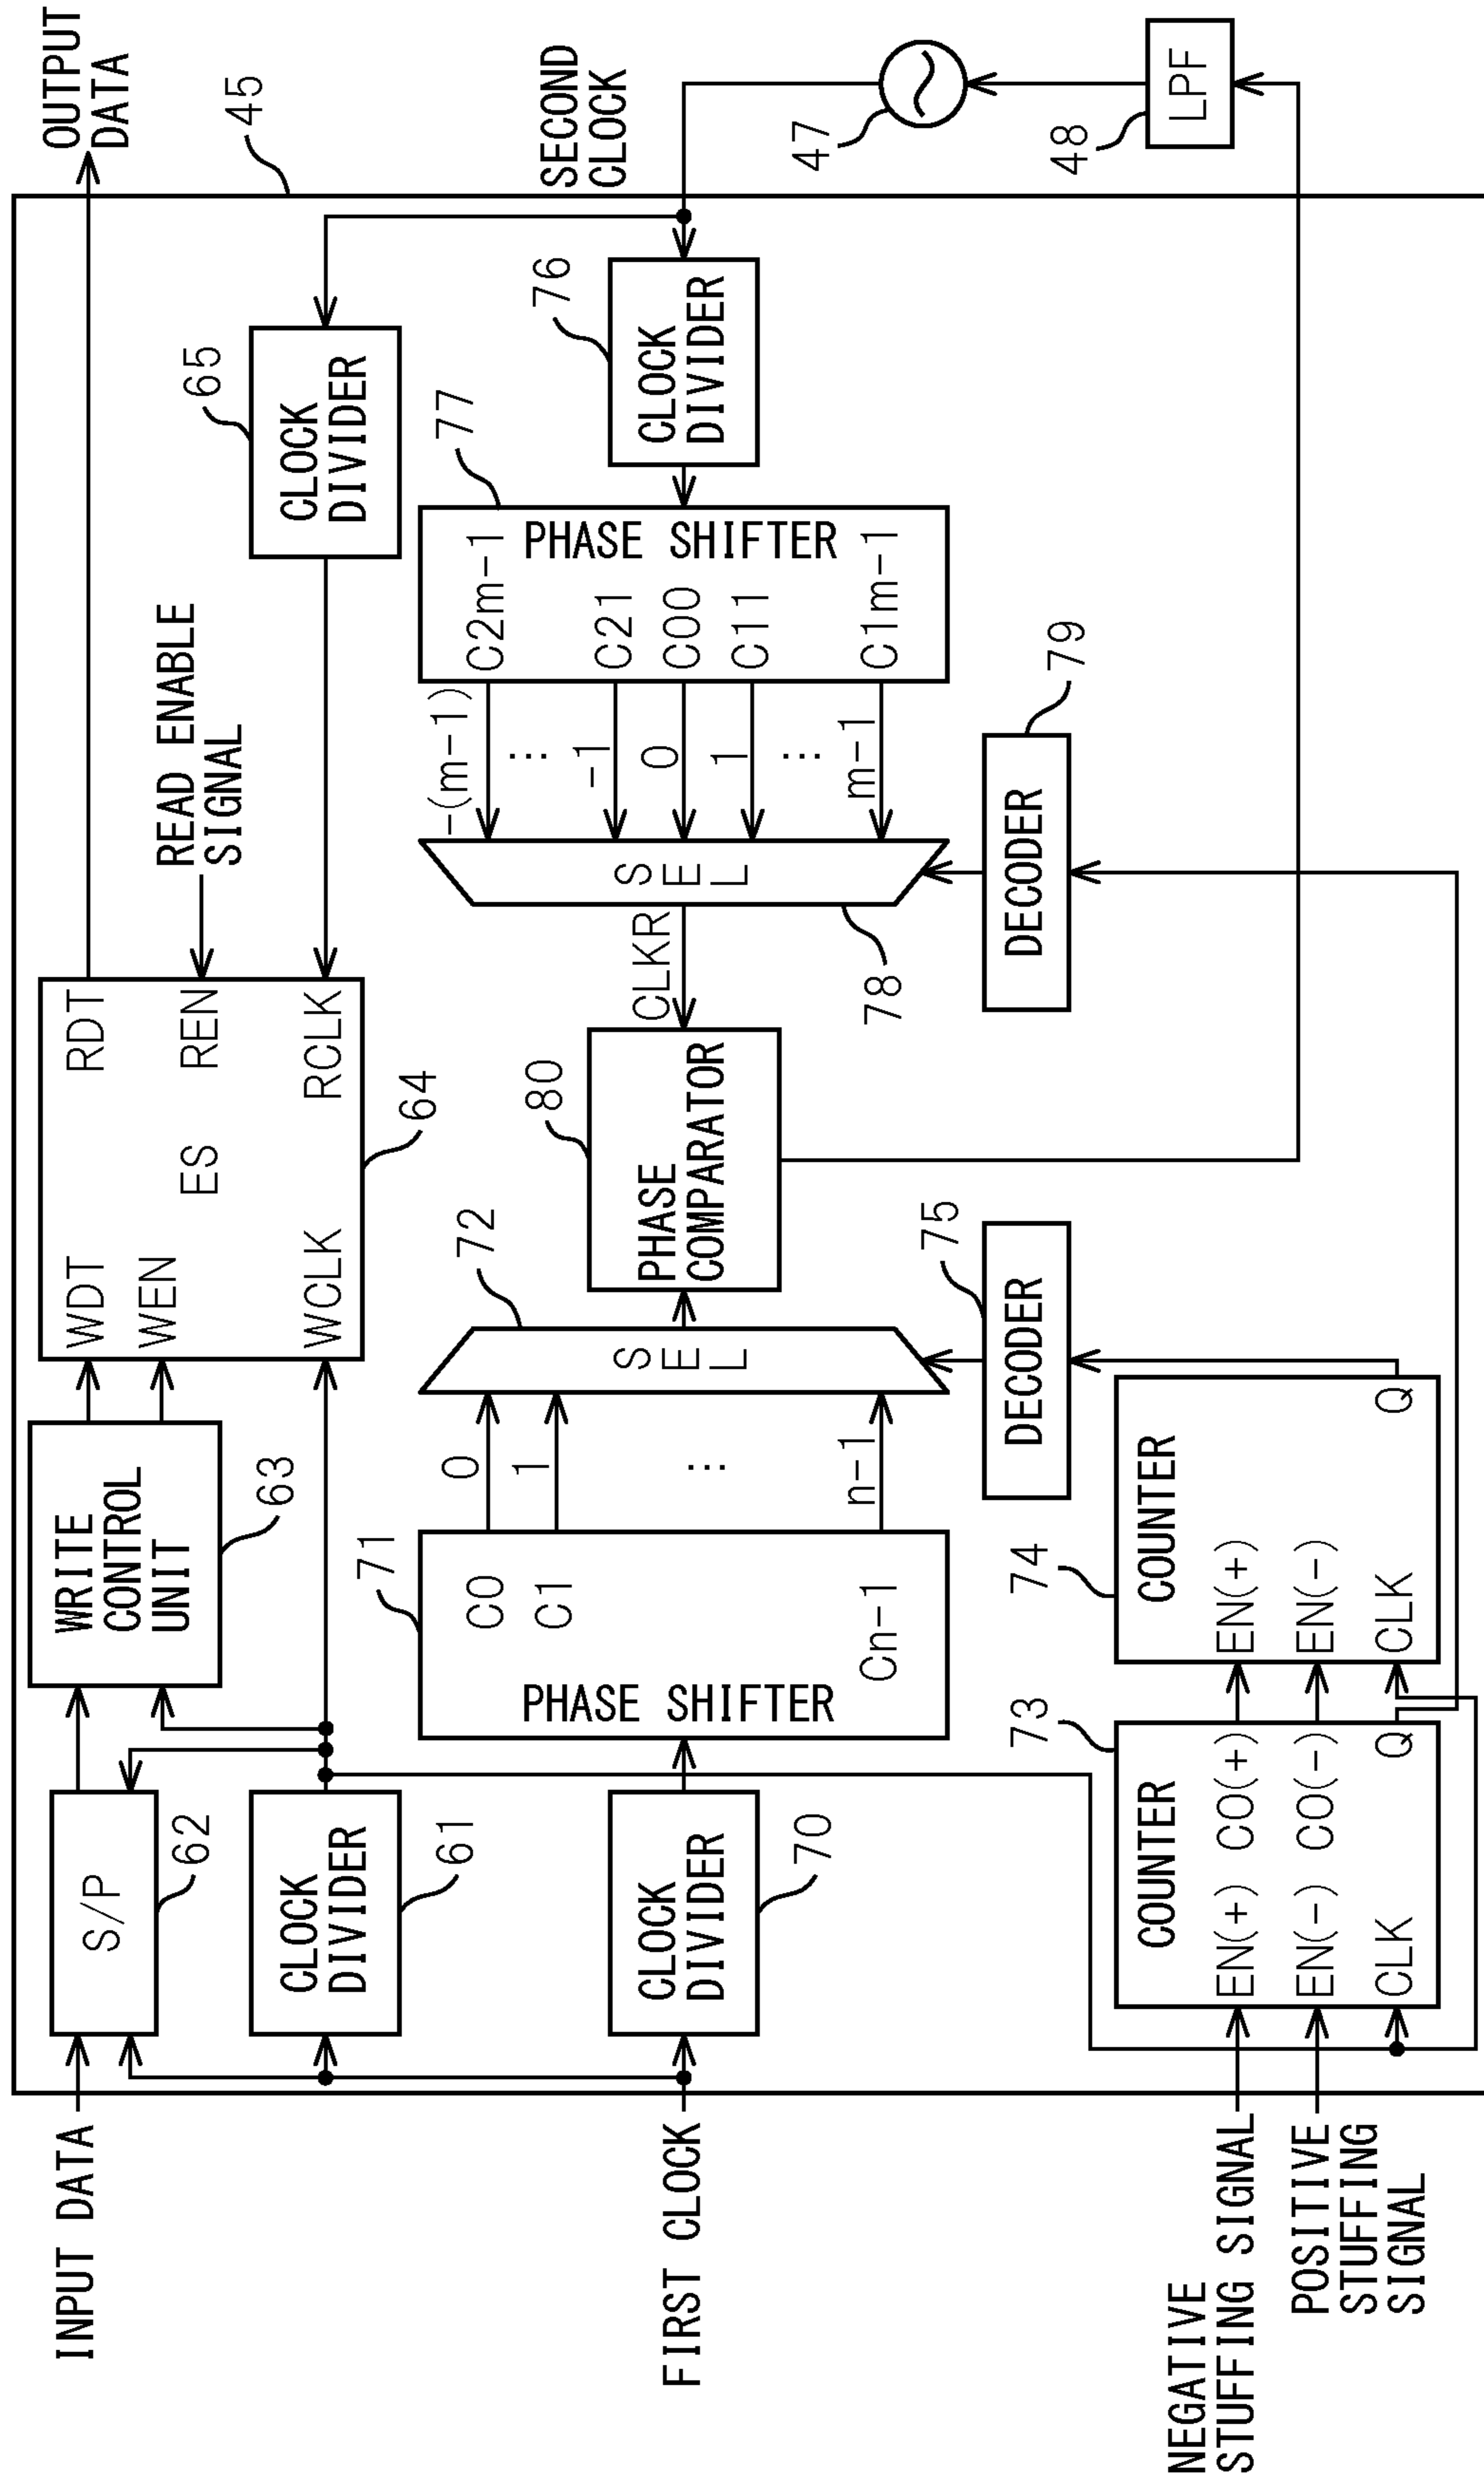 INPUT DATA
FIRST CLOCK
NEGATIVE
STUFFING SIGNAL
POSITIVE
STUFFING
SIGNAL
S/P
62
CLOCK
DIVIDER
61
CLOCK
DIVIDER
70
WRITE
CONTROL
UNIT
63
WDT
WEN
WCLK
ES
RDT
REN
RCLK
64
READ ENABLE
SIGNAL
CLOCK
DIVIDER
65
OUTPUT
DATA
45
71
PHASE SHIFTER
C0
C1
Cn-1
0
1
...
n-1
SEL
72
PHASE
COMPARATOR
80
CLKR
SEL
78
-(m-1)
...
-1
0
1
...
m-1
C2m-1
C21
C00
C11
C1m-1
PHASE SHIFTER
77
CLOCK
DIVIDER
76
SECOND
CLOCK
47
LPF
48
COUNTER
73
EN(+) CO(+)
EN(-) CO(-)
CLK
Q
COUNTER
74
EN(+)
EN(-)
CLK
Q
DECODER
75
DECODER
79